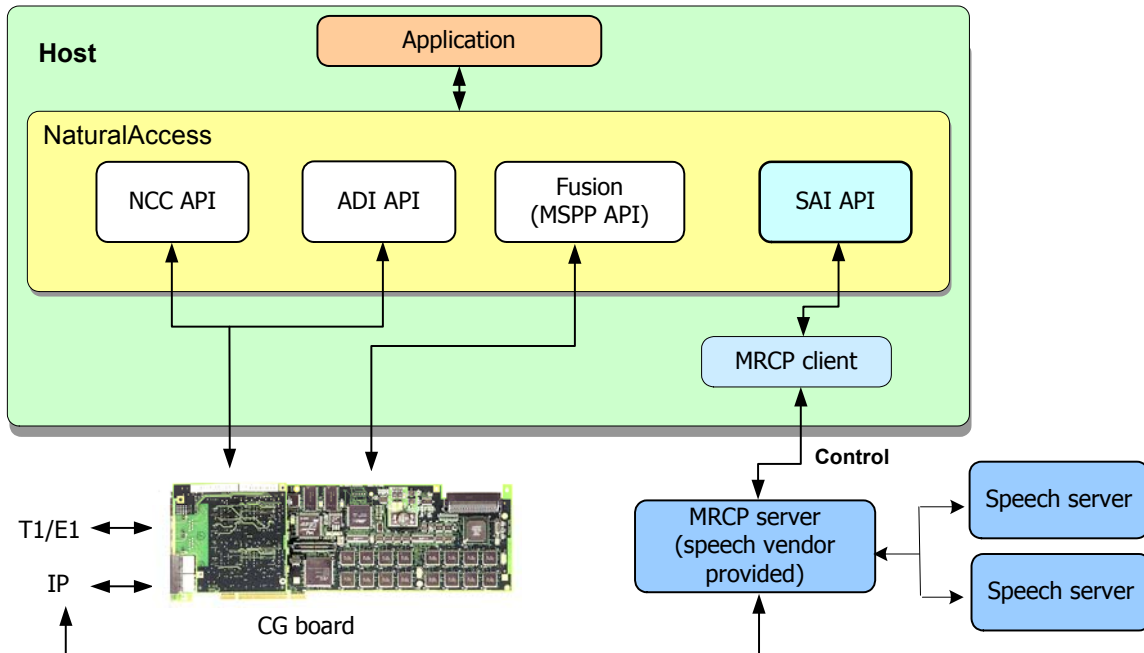 Application
Host
NaturalAccess
NCC API
ADI API
Fusion
(MSPP API)
SAI API
MRCP client
Control
T1/E1
IP
CG board
MRCP server
(speech vendor
provided)
Speech server
Speech server